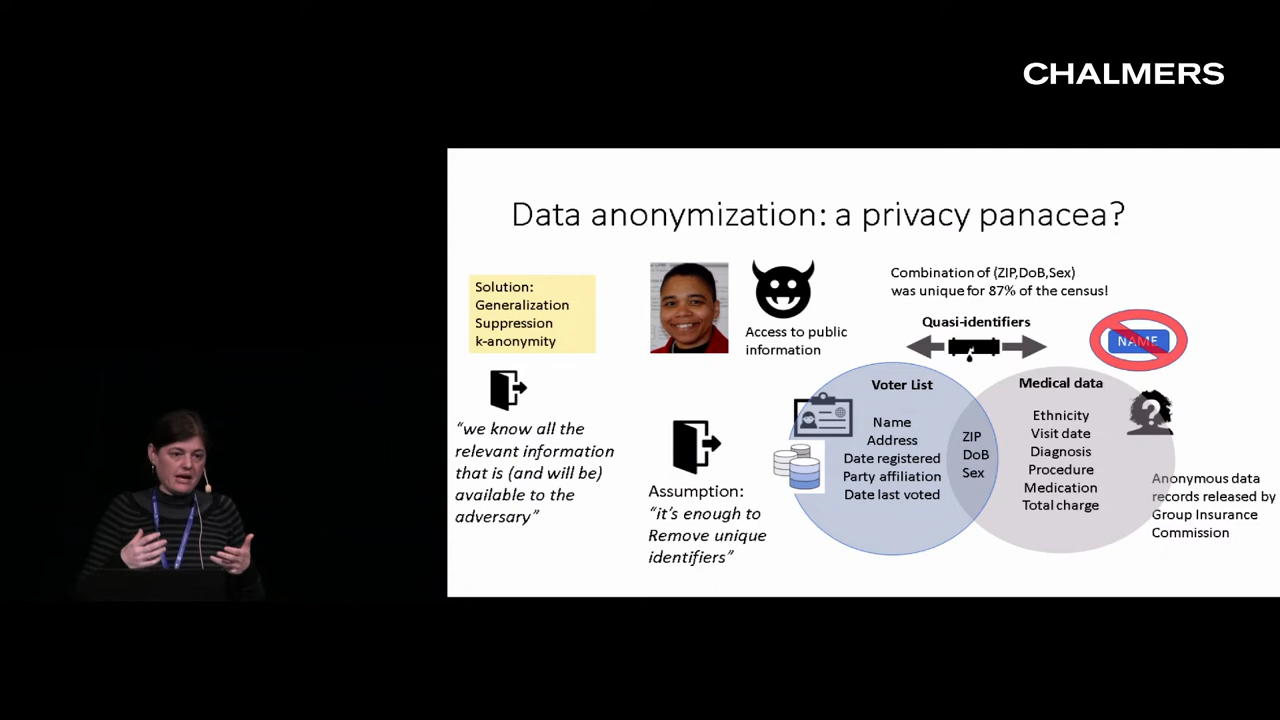 CHALMERS
Data anonymization: a privacy panacea?
Solution:
Generalization
Suppression
k-anonymity
"we know all the
relevant information
that is (and will be)
available to the
adversary"
Access to public
information
Assumption:
"it's enough to
Remove unique
identifiers"
Combination of (ZIP,DoB,Sex)
was unique for 87% of the census!
Quasi-identifiers
NAME
Voter List
Name
Address
Date registered
Party affiliation
Date last voted
ZIP
DoB
Sex
Medical data
Ethnicity
Visit date
Diagnosis
Procedure
Medication
Total charge
?
Anonymous data
records released by
Group Insurance
Commission